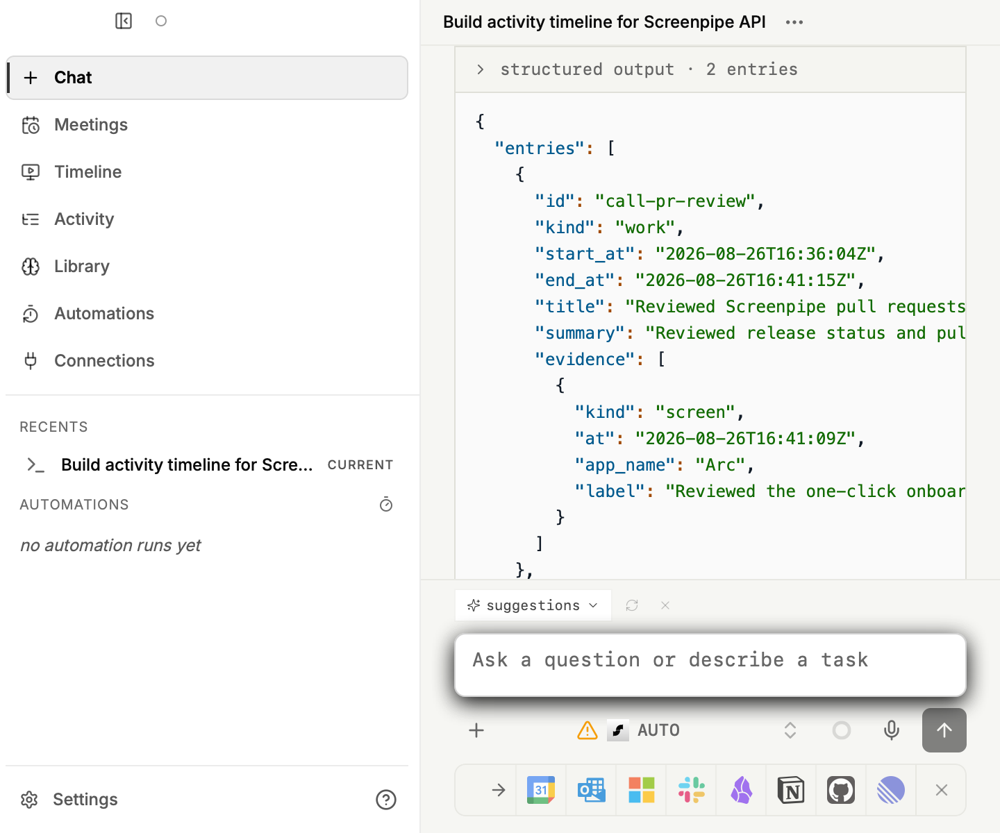 Chat
Meetings
Timeline
Activity
Library
Automations
Connections
RECENTS
Build activity timeline for Scre... CURRENT
AUTOMATIONS
no automation runs yet
Settings
Build activity timeline for Screenpipe API
structured output · 2 entries
{
"entries": [
{
"id": "call-pr-review",
"kind": "work",
"start_at": "2026-08-26T16:36:04Z",
"end_at": "2026-08-26T16:41:15Z",
"title": "Reviewed Screenpipe pull requests
"summary": "Reviewed release status and pul
"evidence": [
{
"kind": "screen",
"at": "2026-08-26T16:41:09Z",
"app_name": "Arc",
"label": "Reviewed the one-click onboar
}
]
},
suggestions
Ask a question or describe a task
AUTO
31